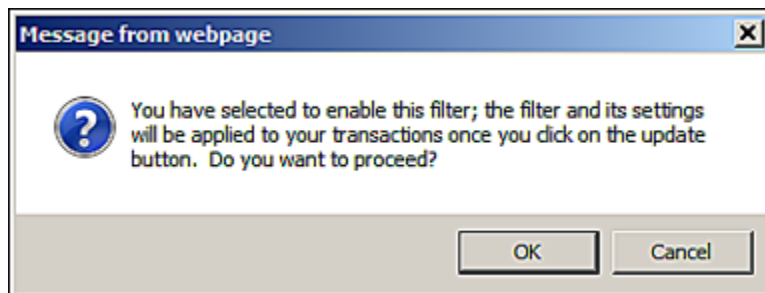 Message from webpage
You have selected to enable this filter; the filter and its settings
will be applied to your transactions once you click on the update
button.  Do you want to proceed?
OK
Cancel